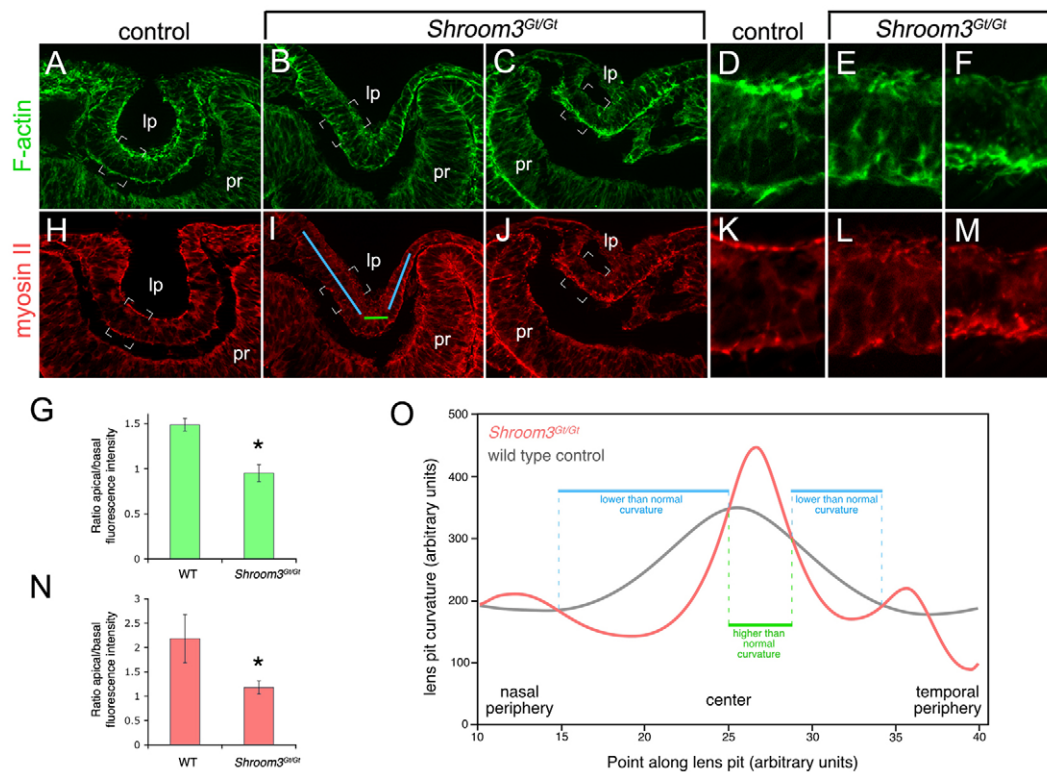 control
Shroom3Gt/Gt
control
Shroom3Gt/Gt
F-actin
A
lp
pr
B
lp
pr
C
lp
pr
D
E
F
myosin II
H
lp
pr
I
lp
pr
J
lp
pr
K
L
M
G
Ratio apical/basal
fluorescence intensity
1.5
1
0.5
0
*
WT
Shroom3Gt/Gt
N
Ratio apical/basal
fluorescence intensity
3
2.5
2
1.5
1
0.5
0
*
WT
Shroom3Gt/Gt
O
lens pit curvature (arbitrary units)
500
400
300
200
100
0
Shroom3Gt/Gt
wild type control
lower than normal
curvature
lower than normal
curvature
higher than
normal
curvature
nasal
periphery
center
temporal
periphery
10
15
20
25
30
35
40
Point along lens pit (arbitrary units)